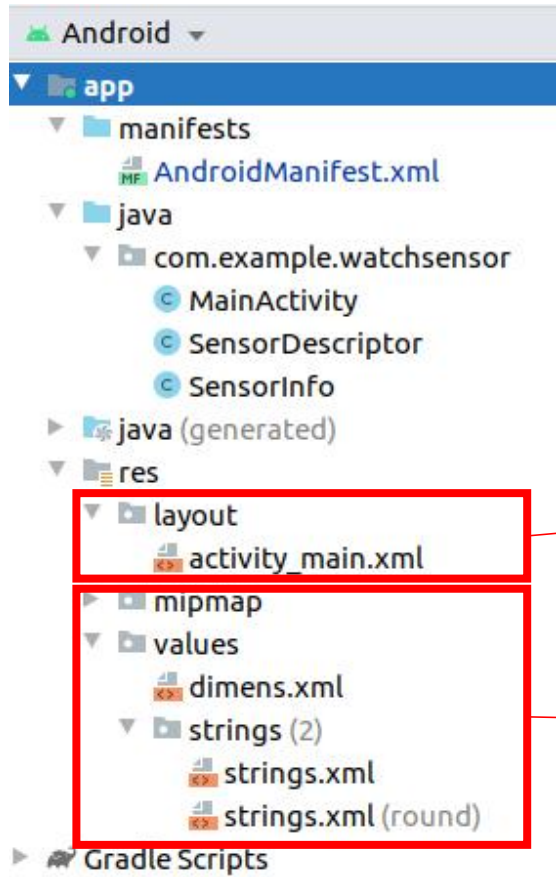 Android
app
manifests
MF AndroidManifest.xml
java
com.example.watchsensor
C MainActivity
C SensorDescriptor
C SensorInfo
java (generated)
res
layout
<> activity_main.xml
mipmap
values
<> dimens.xml
strings (2)
<> strings.xml
<> strings.xml (round)
Gradle Scripts